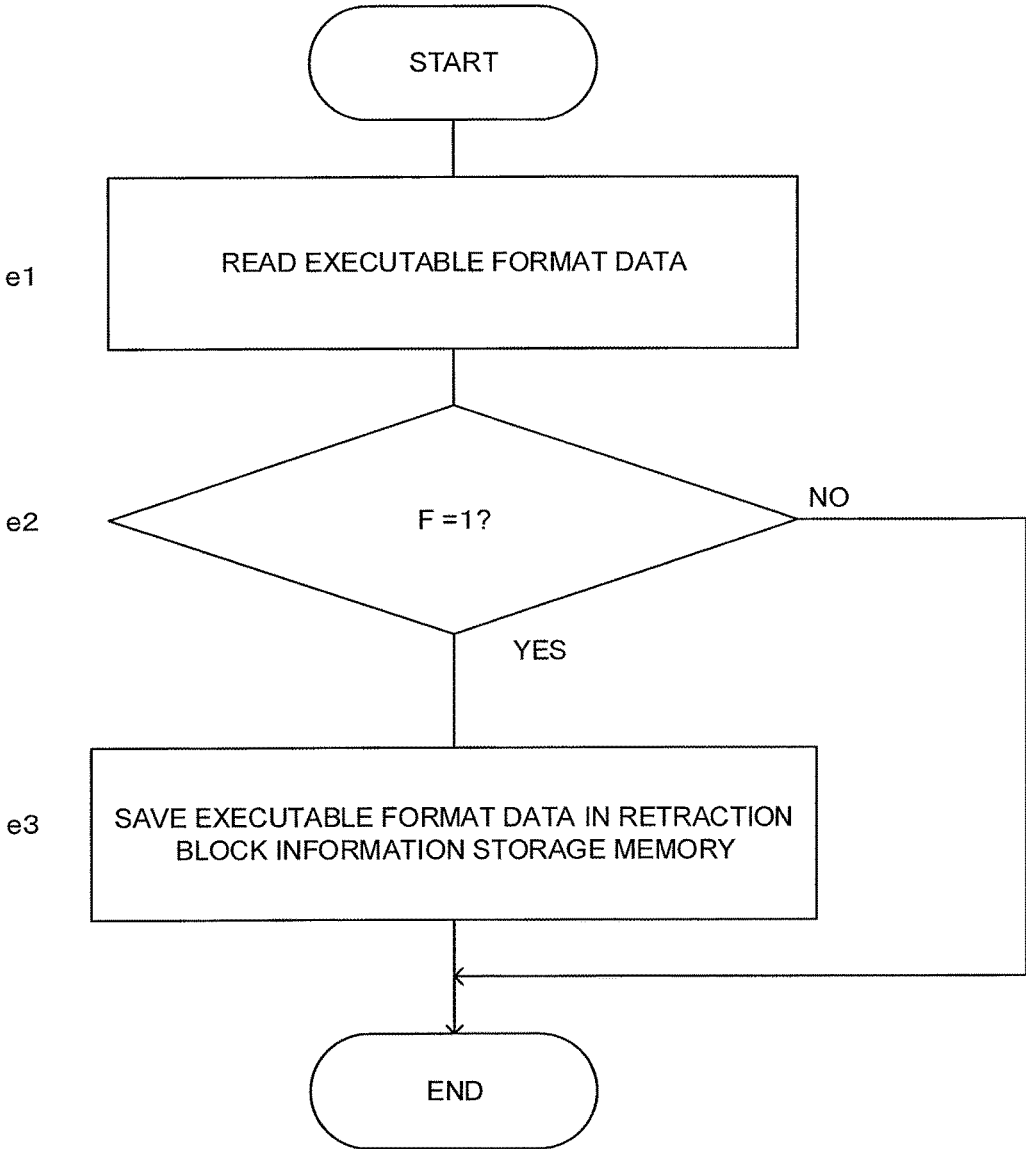 START
READ EXECUTABLE FORMAT DATA
e1
F =1?
NO
e2
YES
SAVE EXECUTABLE FORMAT DATA IN RETRACTION
BLOCK INFORMATION STORAGE MEMORY
e3
END